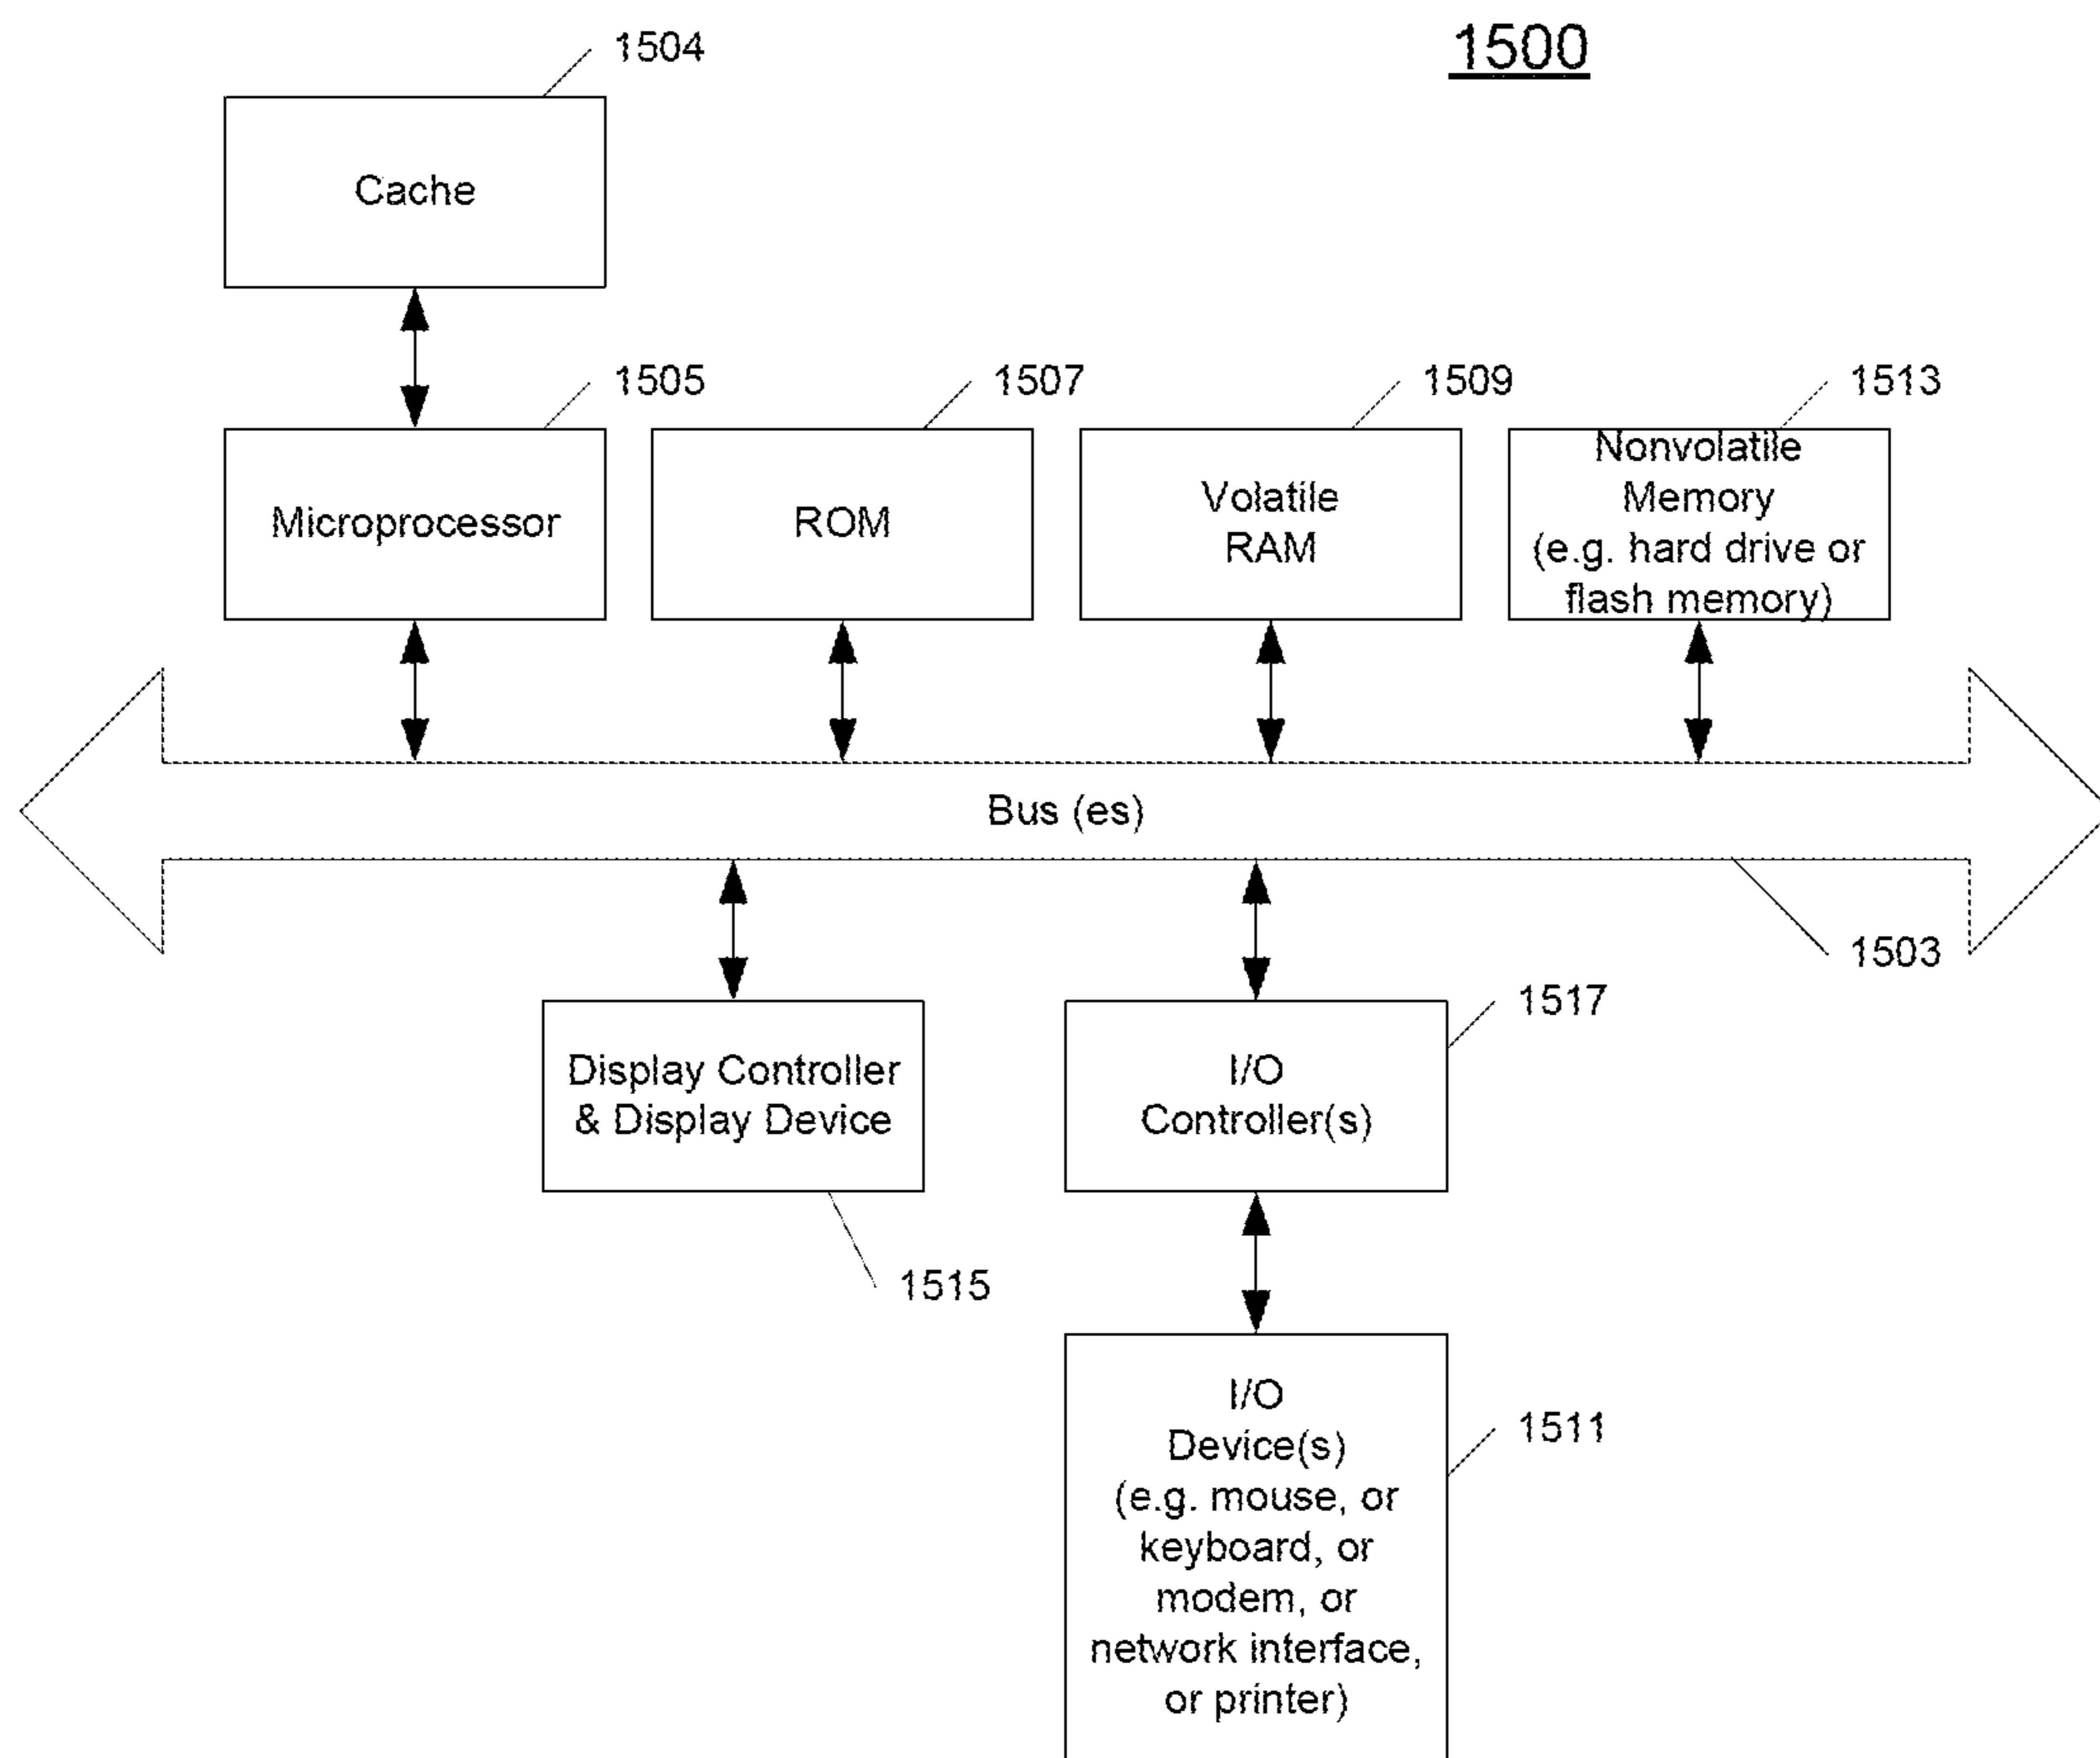 1500
1504
Cache
1505
1507
1509
1513
Microprocessor
ROM
Volatile
RAM
Nonvolatile
Memory
(e.g. hard drive or
flash memory)
Bus (es)
1503
1517
Display Controller
& Display Device
I/O
Controller(s)
1515
I/O
Device(s)
(e.g. mouse, or
keyboard, or
modem, or
network interface,
or printer)
1511